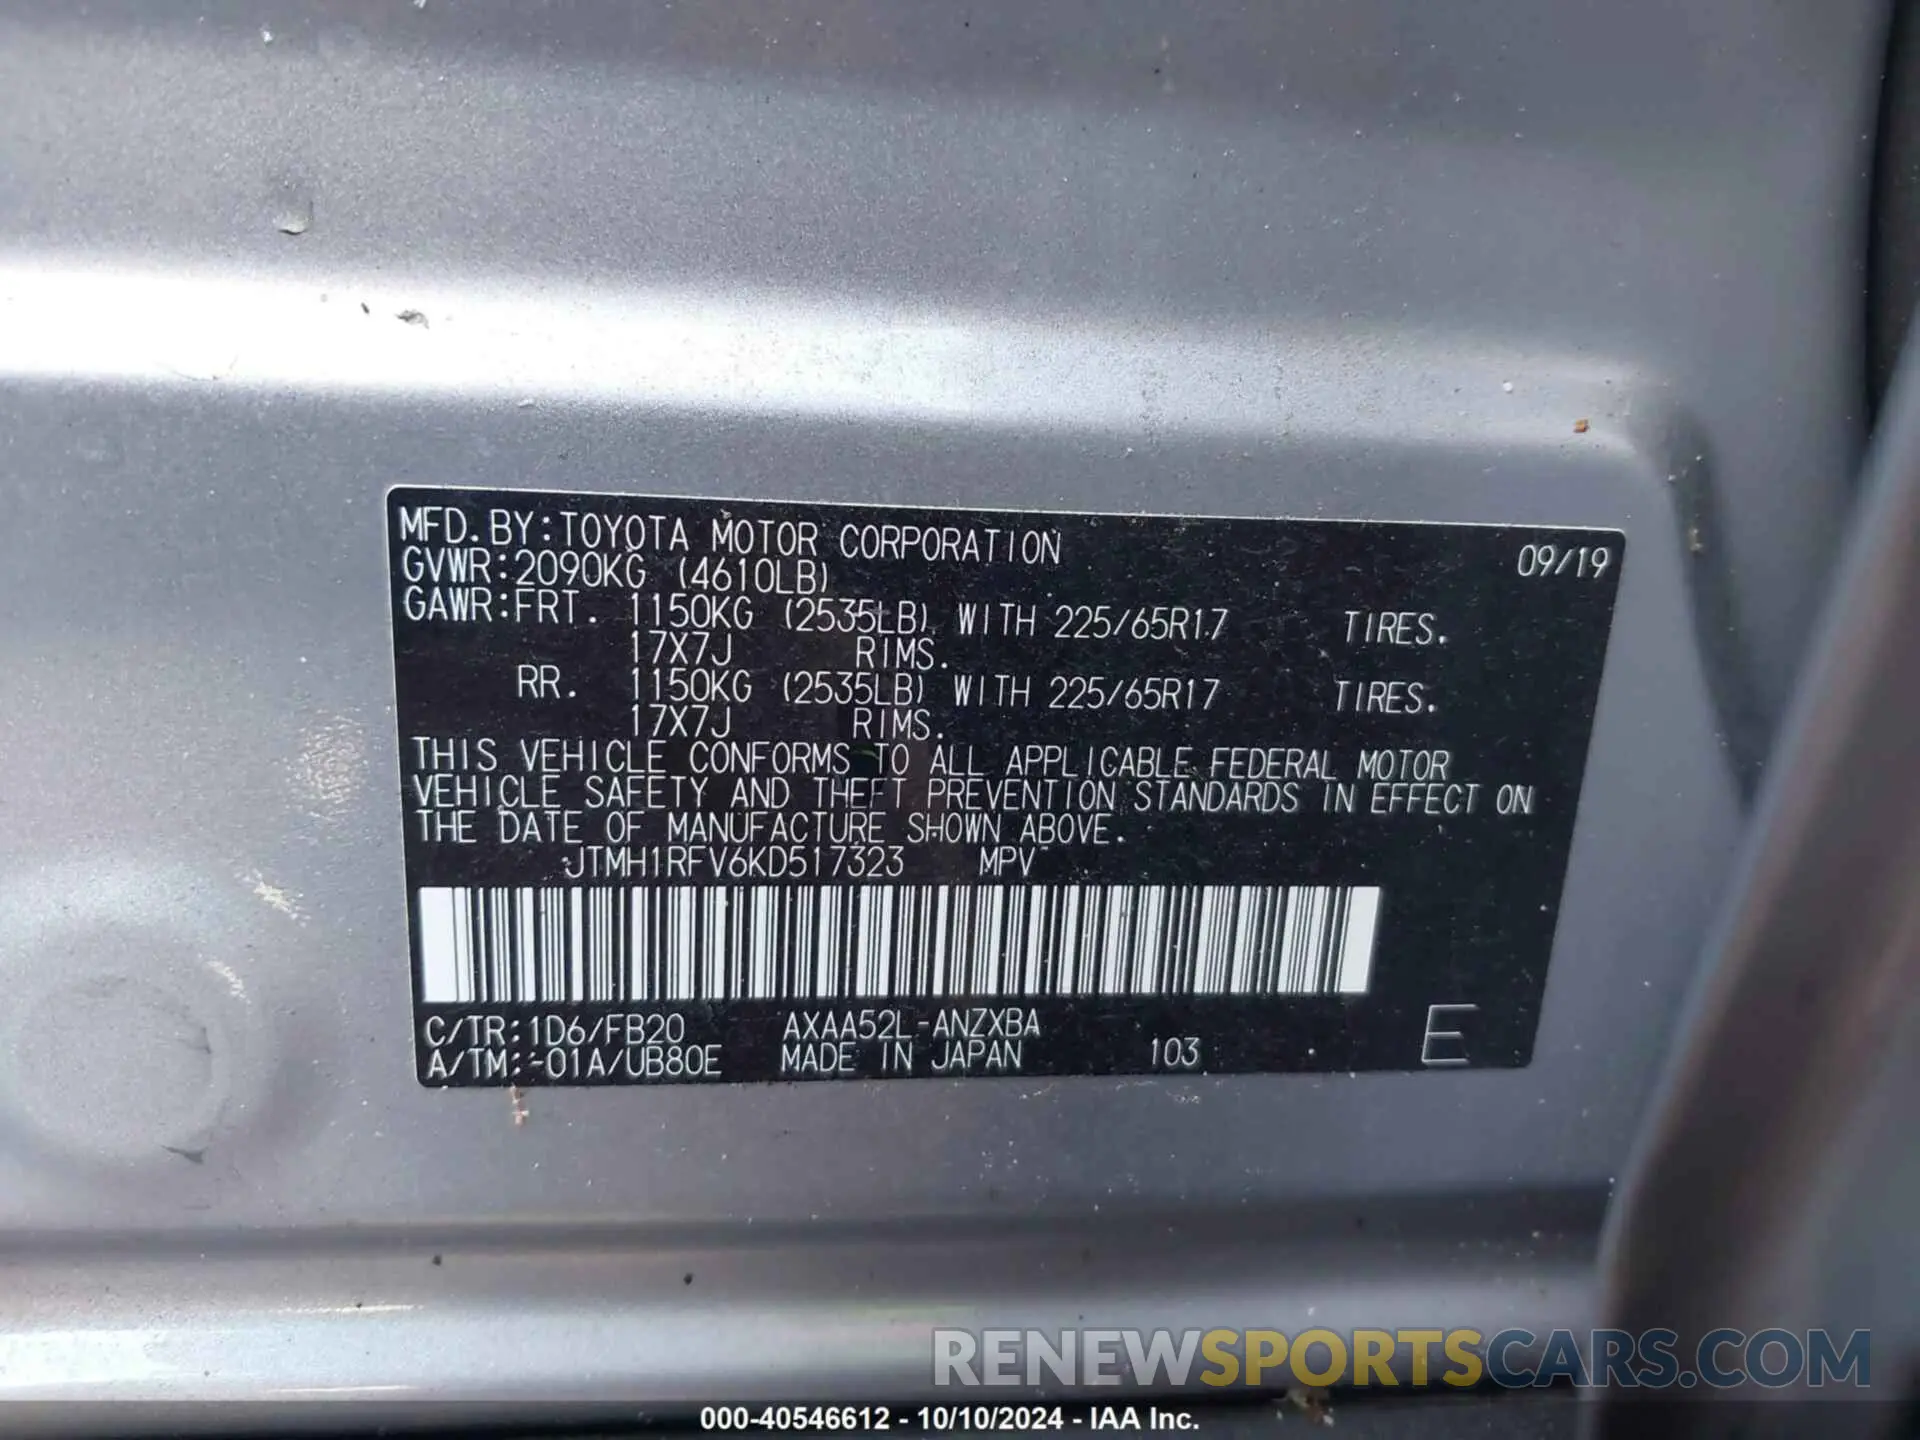 MFD.BY:TOYOTA MOTOR CORPORATION 09/19
GVWR:2090KG (4610LB)
GAWR:FRT. 1150KG (2535LB) WITH 225/65R17 TIRES.
17X7J RIMS.
RR. 1150KG (2535LB) WITH 225/65R17 TIRES.
17X7J RIMS.
THIS VEHICLE CONFORMS TO ALL APPLICABLE FEDERAL MOTOR
VEHICLE SAFETY AND THEFT PREVENTION STANDARDS IN EFFECT ON
THE DATE OF MANUFACTURE SHOWN ABOVE.
JTMH1RFV6KD517323 MPV
C/TR:1D6/FB20 AXAA52L-ANZXBA
A/TM:-01A/UB80E MADE IN JAPAN 103 E
RENEWSPORTSCARS.COM
000-40546612 - 10/10/2024 - IAA Inc.